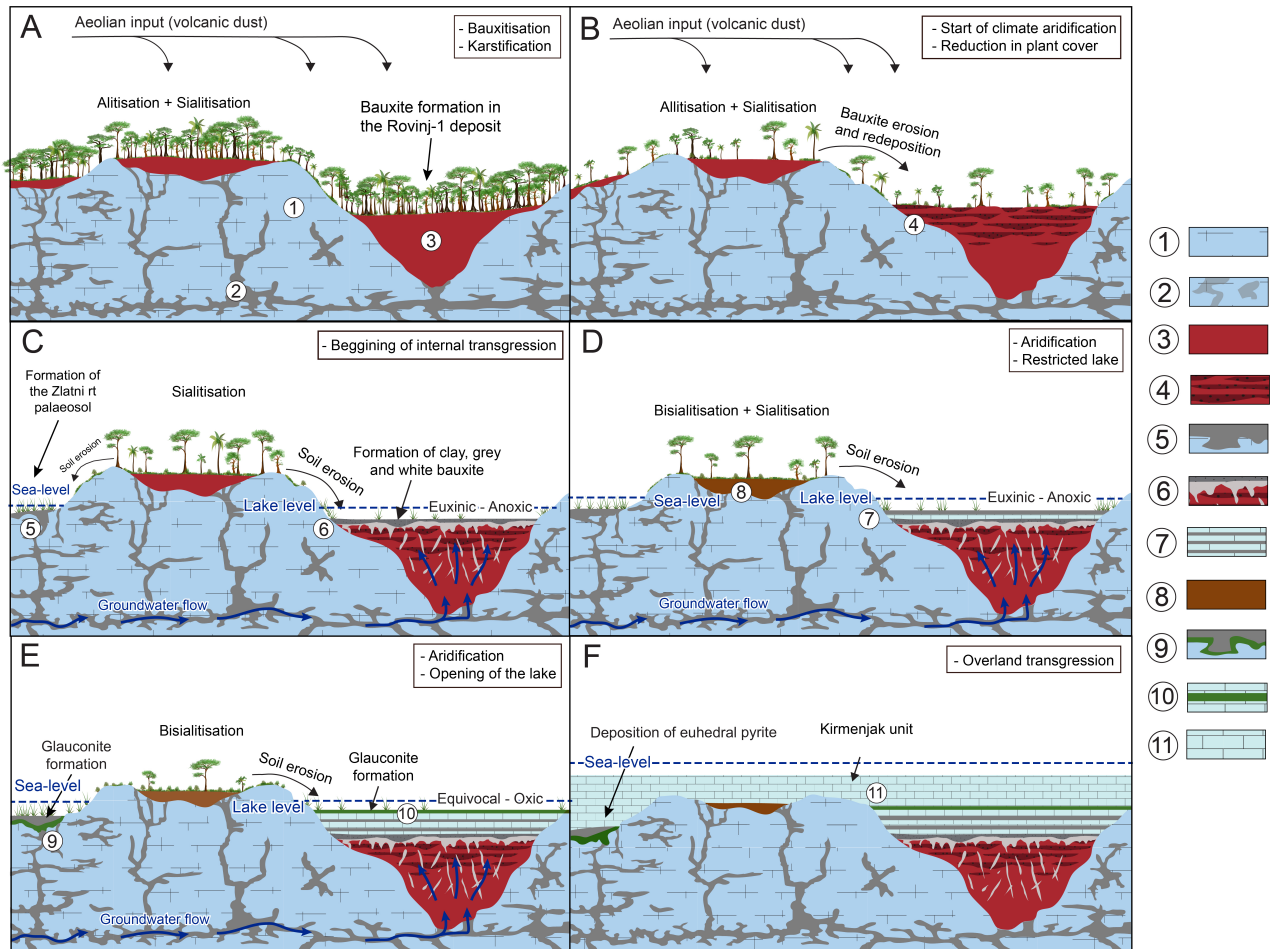 A
Aeolian input (volcanic dust)
- Bauxitisation
- Karstification
Alitisation + Sialitisation
Bauxite formation in
the Rovinj-1 deposit
1
2
3
B
Aeolian input (volcanic dust)
- Start of climate aridification
- Reduction in plant cover
Allitisation + Sialitisation
Bauxite erosion
and redeposition
4
C
- Beggining of internal transgression
Formation of
the Zlatni rt
palaeosol
Sialitisation
Soil erosion
Soil erosion
Formation of clay, grey
and white bauxite
Sea-level
Lake level
Euxinic - Anoxic
5
6
Groundwater flow
D
- Aridification
- Restricted lake
Bisialitisation + Sialitisation
Soil erosion
Sea-level
8
Lake level
Euxinic - Anoxic
7
Groundwater flow
E
- Aridification
- Opening of the lake
Bisialitisation
Glauconite
formation
Soil erosion
Glauconite
formation
Sea-level
Lake level
Equivocal - Oxic
10
9
Groundwater flow
F
- Overland transgression
Deposition of euhedral pyrite
Kirmenjak unit
Sea-level
11
1
2
3
4
5
6
7
8
9
10
11